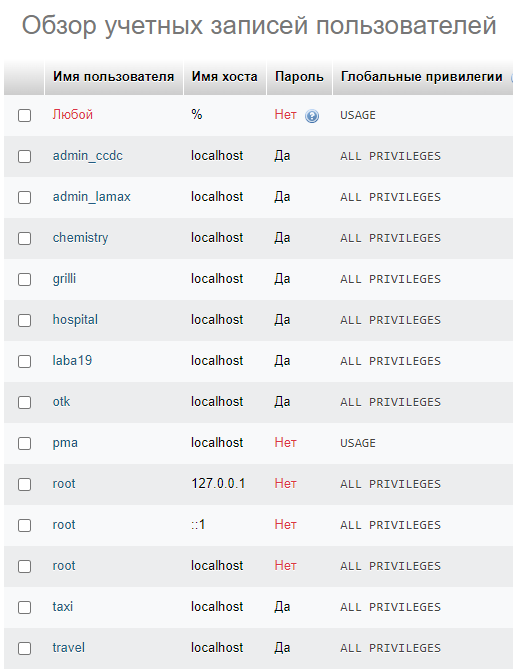 Обзор учетных записей пользователей
Имя пользователя Имя хоста Пароль Глобальные привилегии
Любой % Нет USAGE
admin_ccdc localhost Да ALL PRIVILEGES
admin_lamax localhost Да ALL PRIVILEGES
chemistry localhost Да ALL PRIVILEGES
grilli localhost Да ALL PRIVILEGES
hospital localhost Да ALL PRIVILEGES
laba19 localhost Да ALL PRIVILEGES
otk localhost Да ALL PRIVILEGES
pma localhost Нет USAGE
root 127.0.0.1 Нет ALL PRIVILEGES
root ::1 Нет ALL PRIVILEGES
root localhost Нет ALL PRIVILEGES
taxi localhost Да ALL PRIVILEGES
travel localhost Да ALL PRIVILEGES